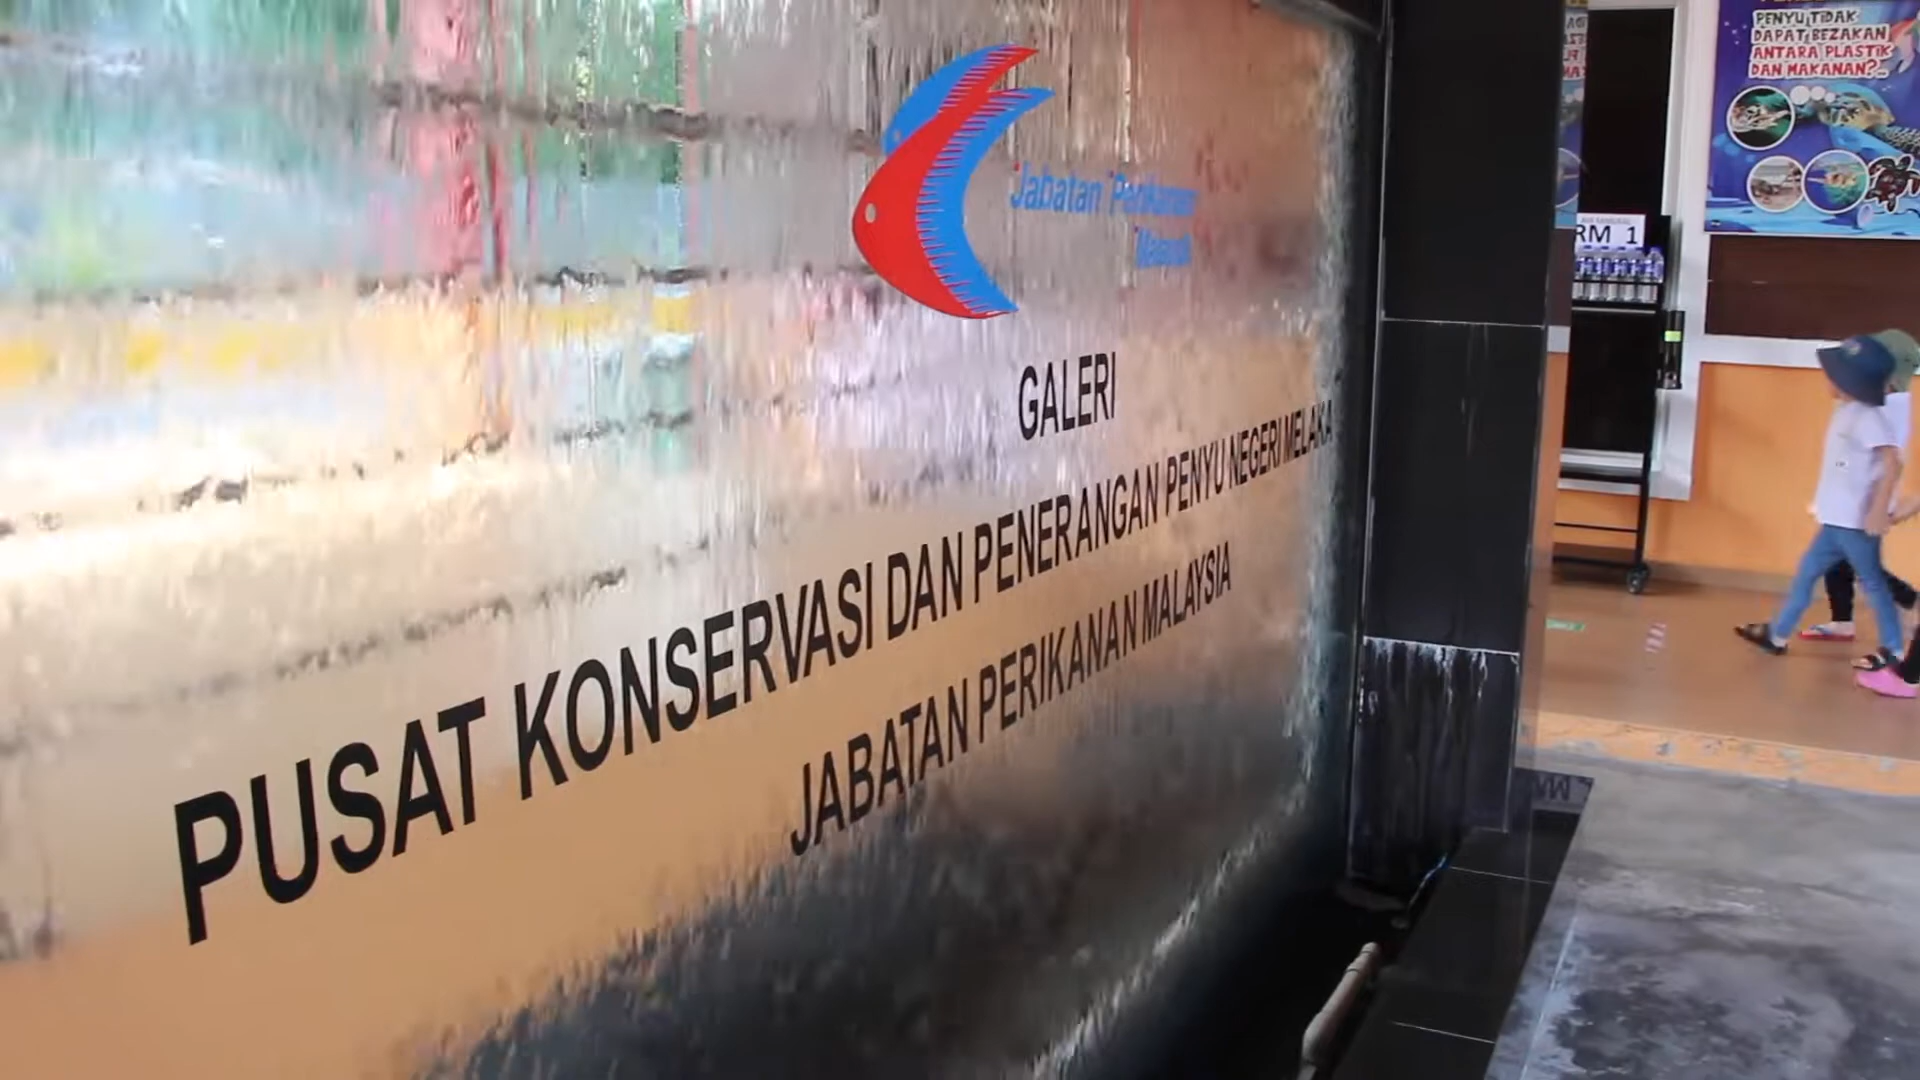 Jabatan Perikanan
Malaysia
GALERI
PUSAT KONSERVASI DAN PENERANGAN PENYU NEGERI MELAKA
JABATAN PERIKANAN MALAYSIA
PENYU TIDAK
DAPAT BEZAKAN
ANTARA PLASTIK
DAN MAKANAN?...
RM 1